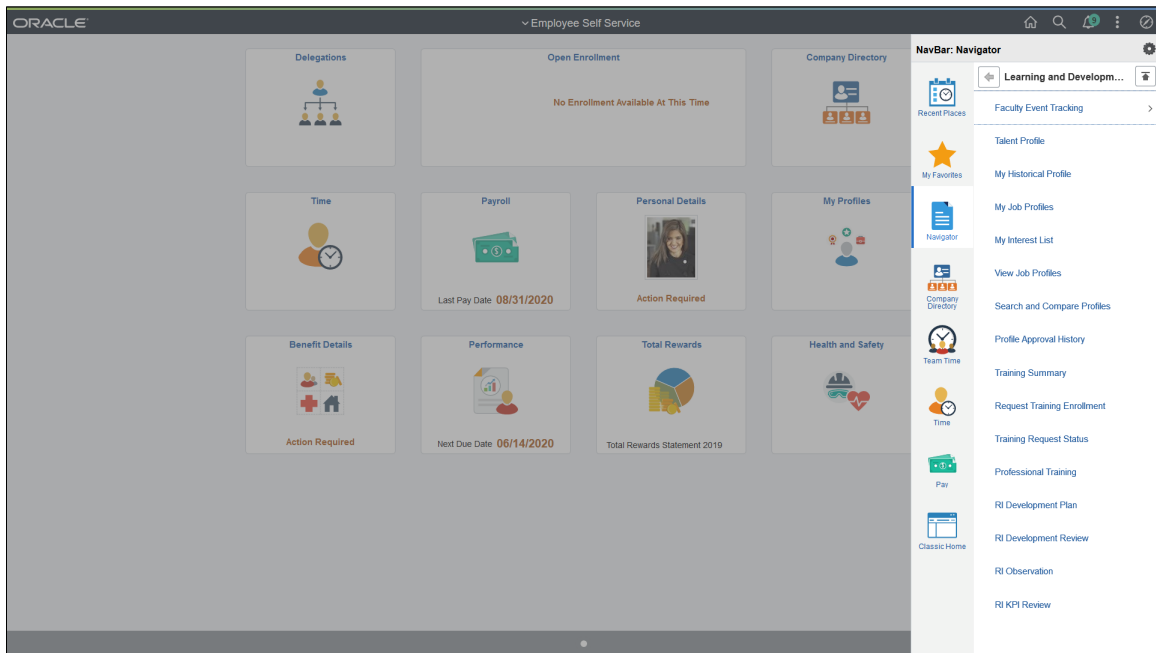 ORACLE
Employee Self Service
9
Delegations
Open Enrollment
No Enrollment Available At This Time
Company Directory
Time
Payroll
Last Pay Date 08/31/2020
Personal Details
Action Required
My Profiles
Benefit Details
Action Required
Performance
Next Due Date 06/14/2020
Total Rewards
Total Rewards Statement 2019
Health and Safety
NavBar: Navigator
Recent Places
My Favorites
Navigator
Company
Directory
Team Time
Time
Pay
Classic Home
Learning and Developm...
Faculty Event Tracking
Talent Profile
My Historical Profile
My Job Profiles
My Interest List
View Job Profiles
Search and Compare Profiles
Profile Approval History
Training Summary
Request Training Enrollment
Training Request Status
Professional Training
RI Development Plan
RI Development Review
RI Observation
RI KPI Review